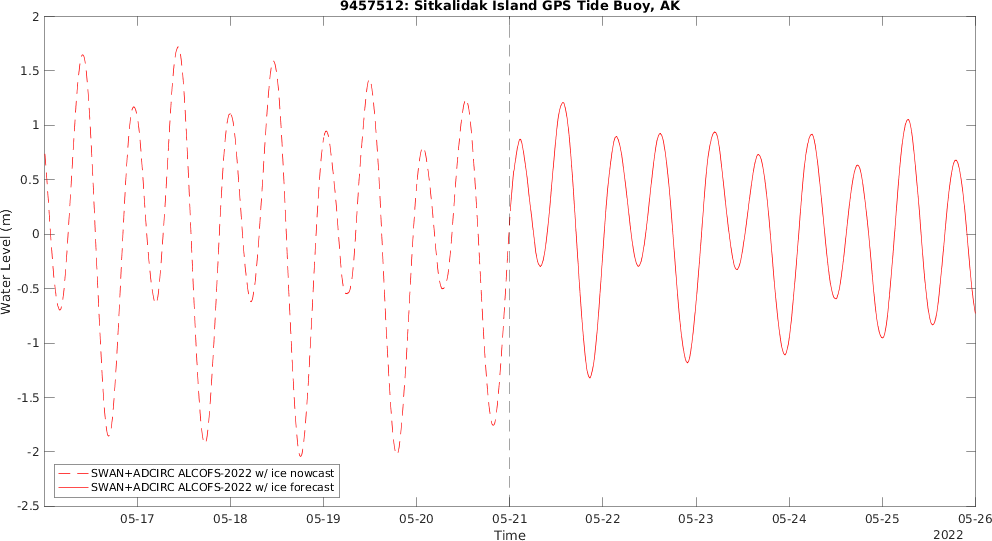 9457512: Sitkalidak Island GPS Tide Buoy, AK
2
1.5
1
0.5
0
-0.5
-1
-1.5
-2
-2.5
Water Level (m)
SWAN+ADCIRC ALCOFS-2022 w/ ice nowcast
SWAN+ADCIRC ALCOFS-2022 w/ ice forecast
05-17 05-18 05-19 05-20 05-21 05-22 05-23 05-24 05-25 05-26
Time
2022